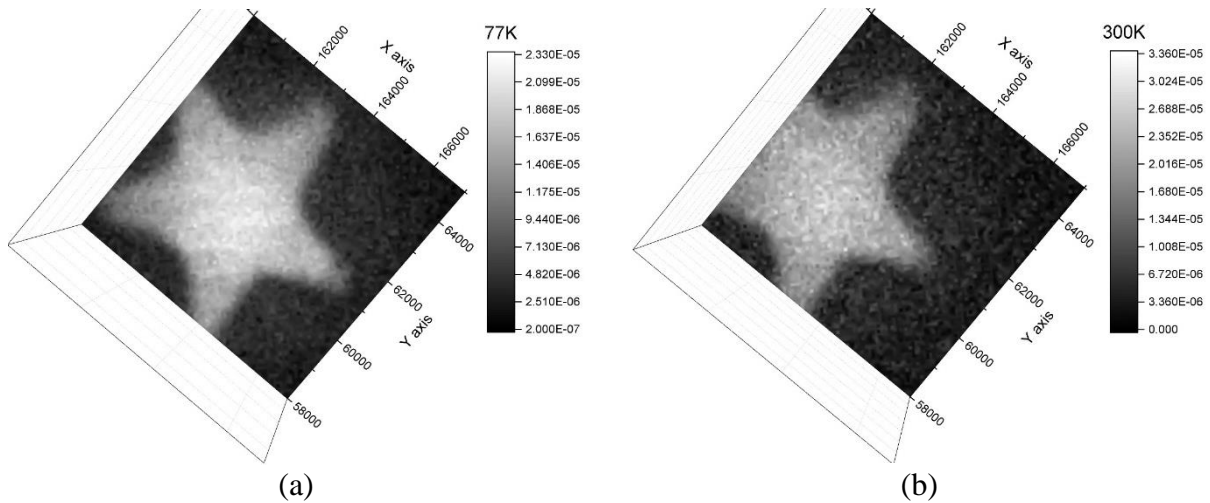 77K
2.330E-05
2.099E-05
1.868E-05
1.637E-05
1.406E-05
1.175E-05
9.440E-06
7.130E-06
4.820E-06
2.510E-06
2.000E-07
X axis
162000
164000
166000
64000
62000
60000
58000
Y axis
(a)
300K
3.360E-05
3.024E-05
2.688E-05
2.352E-05
2.016E-05
1.680E-05
1.344E-05
1.008E-05
6.720E-06
3.360E-06
0.000
X axis
162000
164000
166000
64000
62000
60000
58000
Y axis
(b)